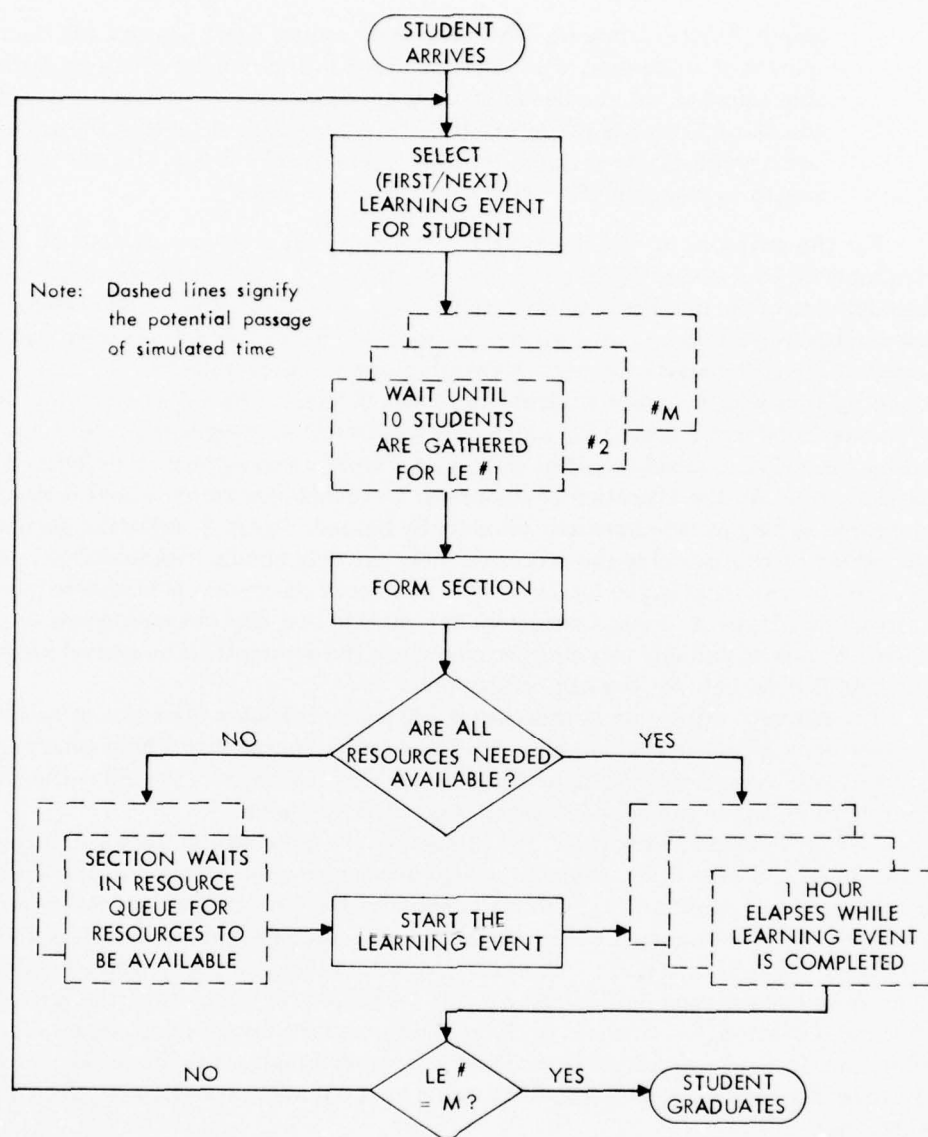 STUDENT
ARRIVES
SELECT
(FIRST/NEXT)
LEARNING EVENT
FOR STUDENT
Note: Dashed lines signify
the potential passage
of simulated time
WAIT UNTIL
10 STUDENTS
ARE GATHERED
FOR LE #1
#2
#M
FORM SECTION
ARE ALL
RESOURCES NEEDED
AVAILABLE?
NO
YES
SECTION WAITS
IN RESOURCE
QUEUE FOR
RESOURCES TO
BE AVAILABLE
START THE
LEARNING EVENT
1 HOUR
ELAPSES WHILE
LEARNING EVENT
IS COMPLETED
LE #
= M?
NO
YES
STUDENT
GRADUATES